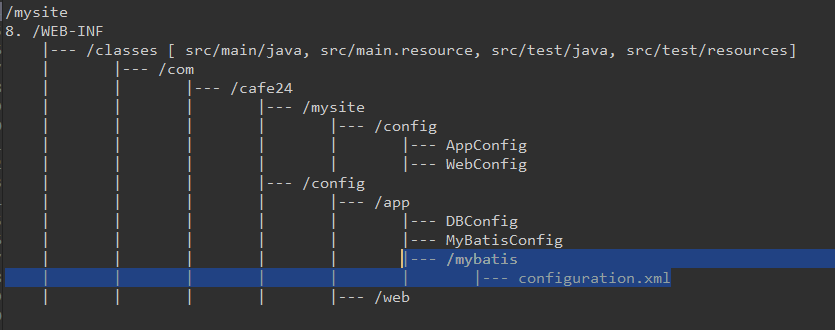 /mysite
8. /WEB-INF
|--- /classes [ src/main/java, src/main.resource, src/test/java, src/test/resources]
| |--- /com
| | |--- /cafe24
| | | |--- /mysite
| | | | |--- /config
| | | | | |--- AppConfig
| | | | | |--- WebConfig
| | | |--- /config
| | | | |--- /app
| | | | | |--- DBConfig
| | | | | |--- MyBatisConfig
| | | | | |--- /mybatis
| | | | | | |--- configuration.xml
| | | | |--- /web